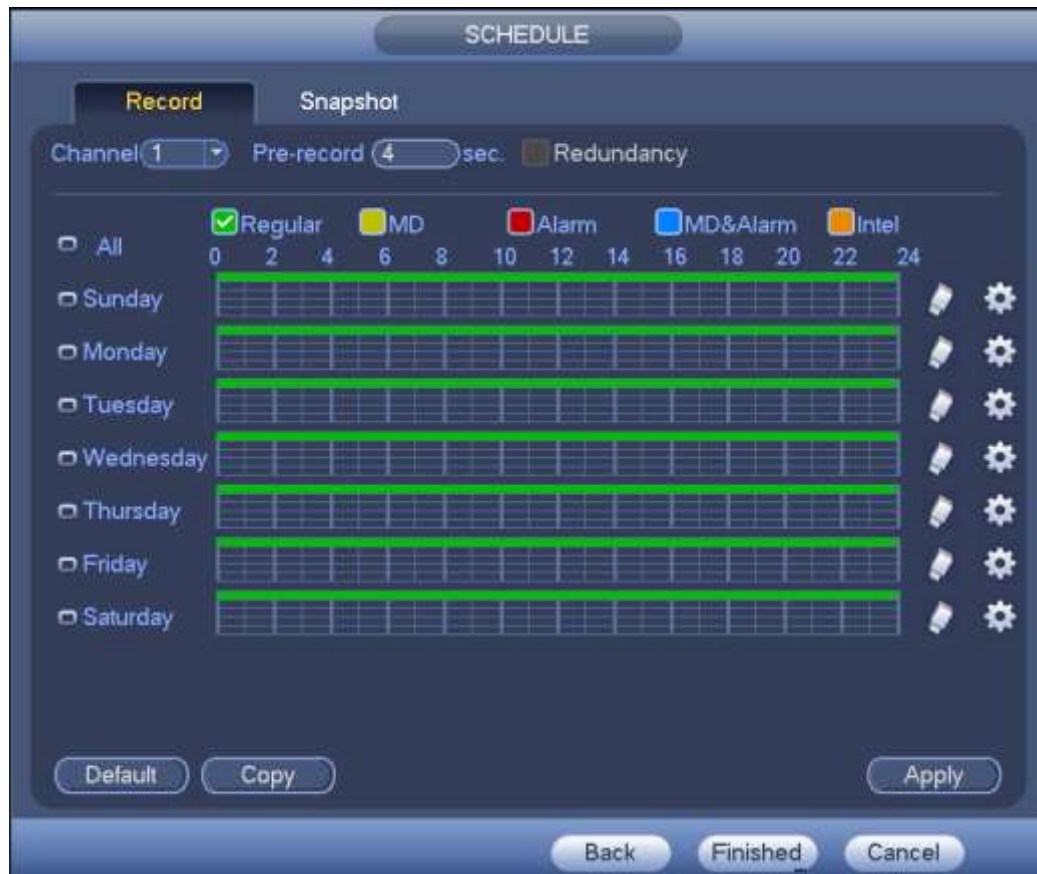 SCHEDULE
Record Snapshot
Channel 1 Pre-record 4 sec. Redundancy
Regular MD Alarm MD&Alarm Intel
All 0 2 4 6 8 10 12 14 16 18 20 22 24
Sunday
Monday
Tuesday
Wednesday
Thursday
Friday
Saturday
Default Copy Apply
Back Finished Cancel